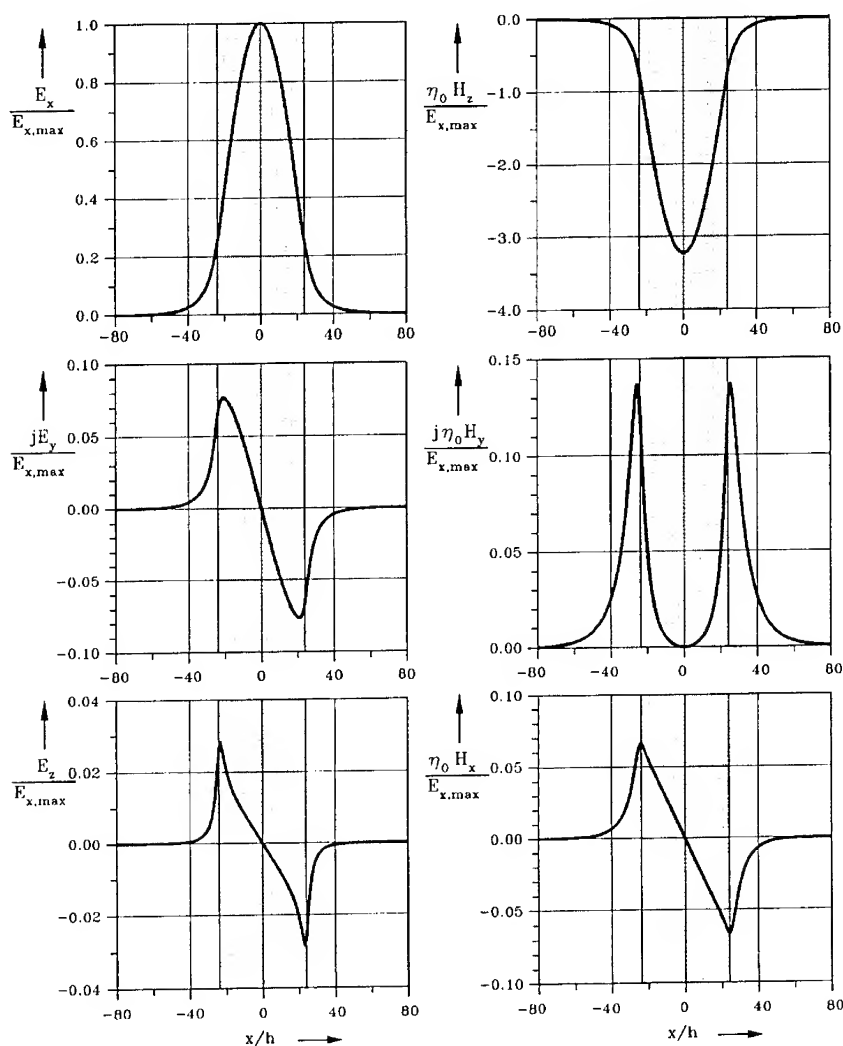 1.0
0.8
0.6
0.4
0.2
0.0
E_x
E_x,max
-80 -40 0 40 80
0.0
-1.0
-2.0
-3.0
-4.0
η_0 H_z
E_x,max
-80 -40 0 40 80
0.10
0.05
0.00
-0.05
-0.10
jE_y
E_x,max
-80 -40 0 40 80
0.15
0.10
0.05
0.00
jη_0 H_y
E_x,max
-80 -40 0 40 80
0.04
0.02
0.00
-0.02
-0.04
E_z
E_x,max
-80 -40 0 40 80
x/h
0.10
0.05
0.00
-0.05
-0.10
η_0 H_x
E_x,max
-80 -40 0 40 80
x/h